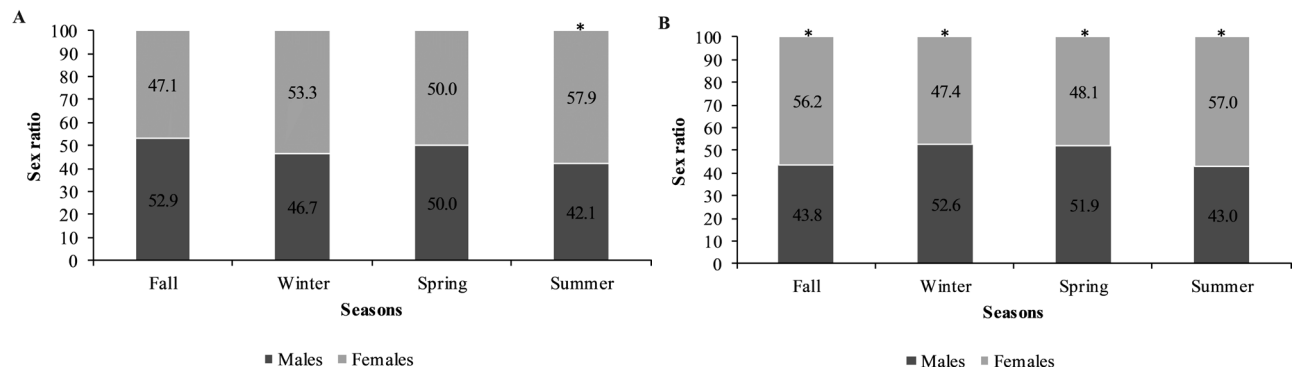 A
*
100
90
80
70
60
50
40
30
20
10
0
Sex ratio
47.1 53.3 50.0 57.9
52.9 46.7 50.0 42.1
Fall Winter Spring Summer
Seasons
Males Females
B
* * * *
100
90
80
70
60
50
40
30
20
10
0
Sex ratio
56.2 47.4 48.1 57.0
43.8 52.6 51.9 43.0
Fall Winter Spring Summer
Seasons
Males Females